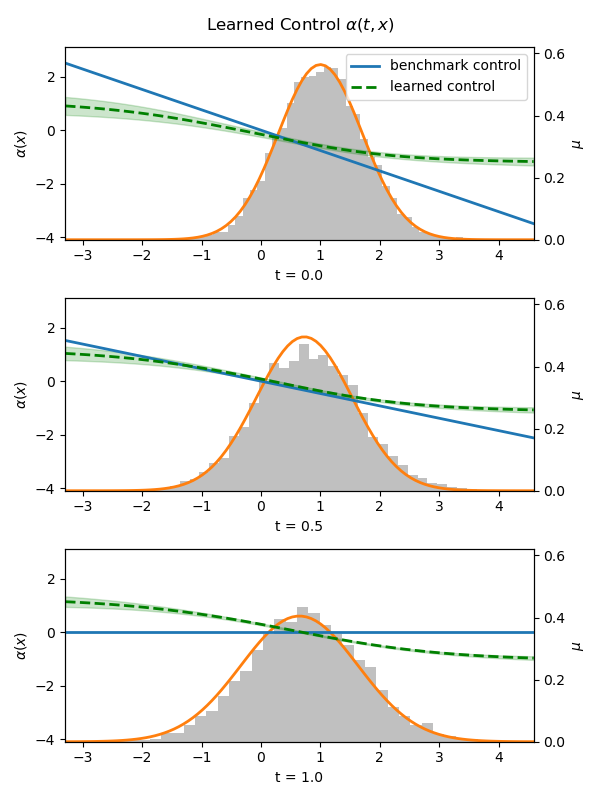 Learned Control α(t, x)
benchmark control
learned control
2
0
−2
−4
α(x)
0.6
0.4
0.2
0.0
μ
−3 −2 −1 0 1 2 3 4
t = 0.0
2
0
−2
−4
α(x)
0.6
0.4
0.2
0.0
μ
−3 −2 −1 0 1 2 3 4
t = 0.5
2
0
−2
−4
α(x)
0.6
0.4
0.2
0.0
μ
−3 −2 −1 0 1 2 3 4
t = 1.0